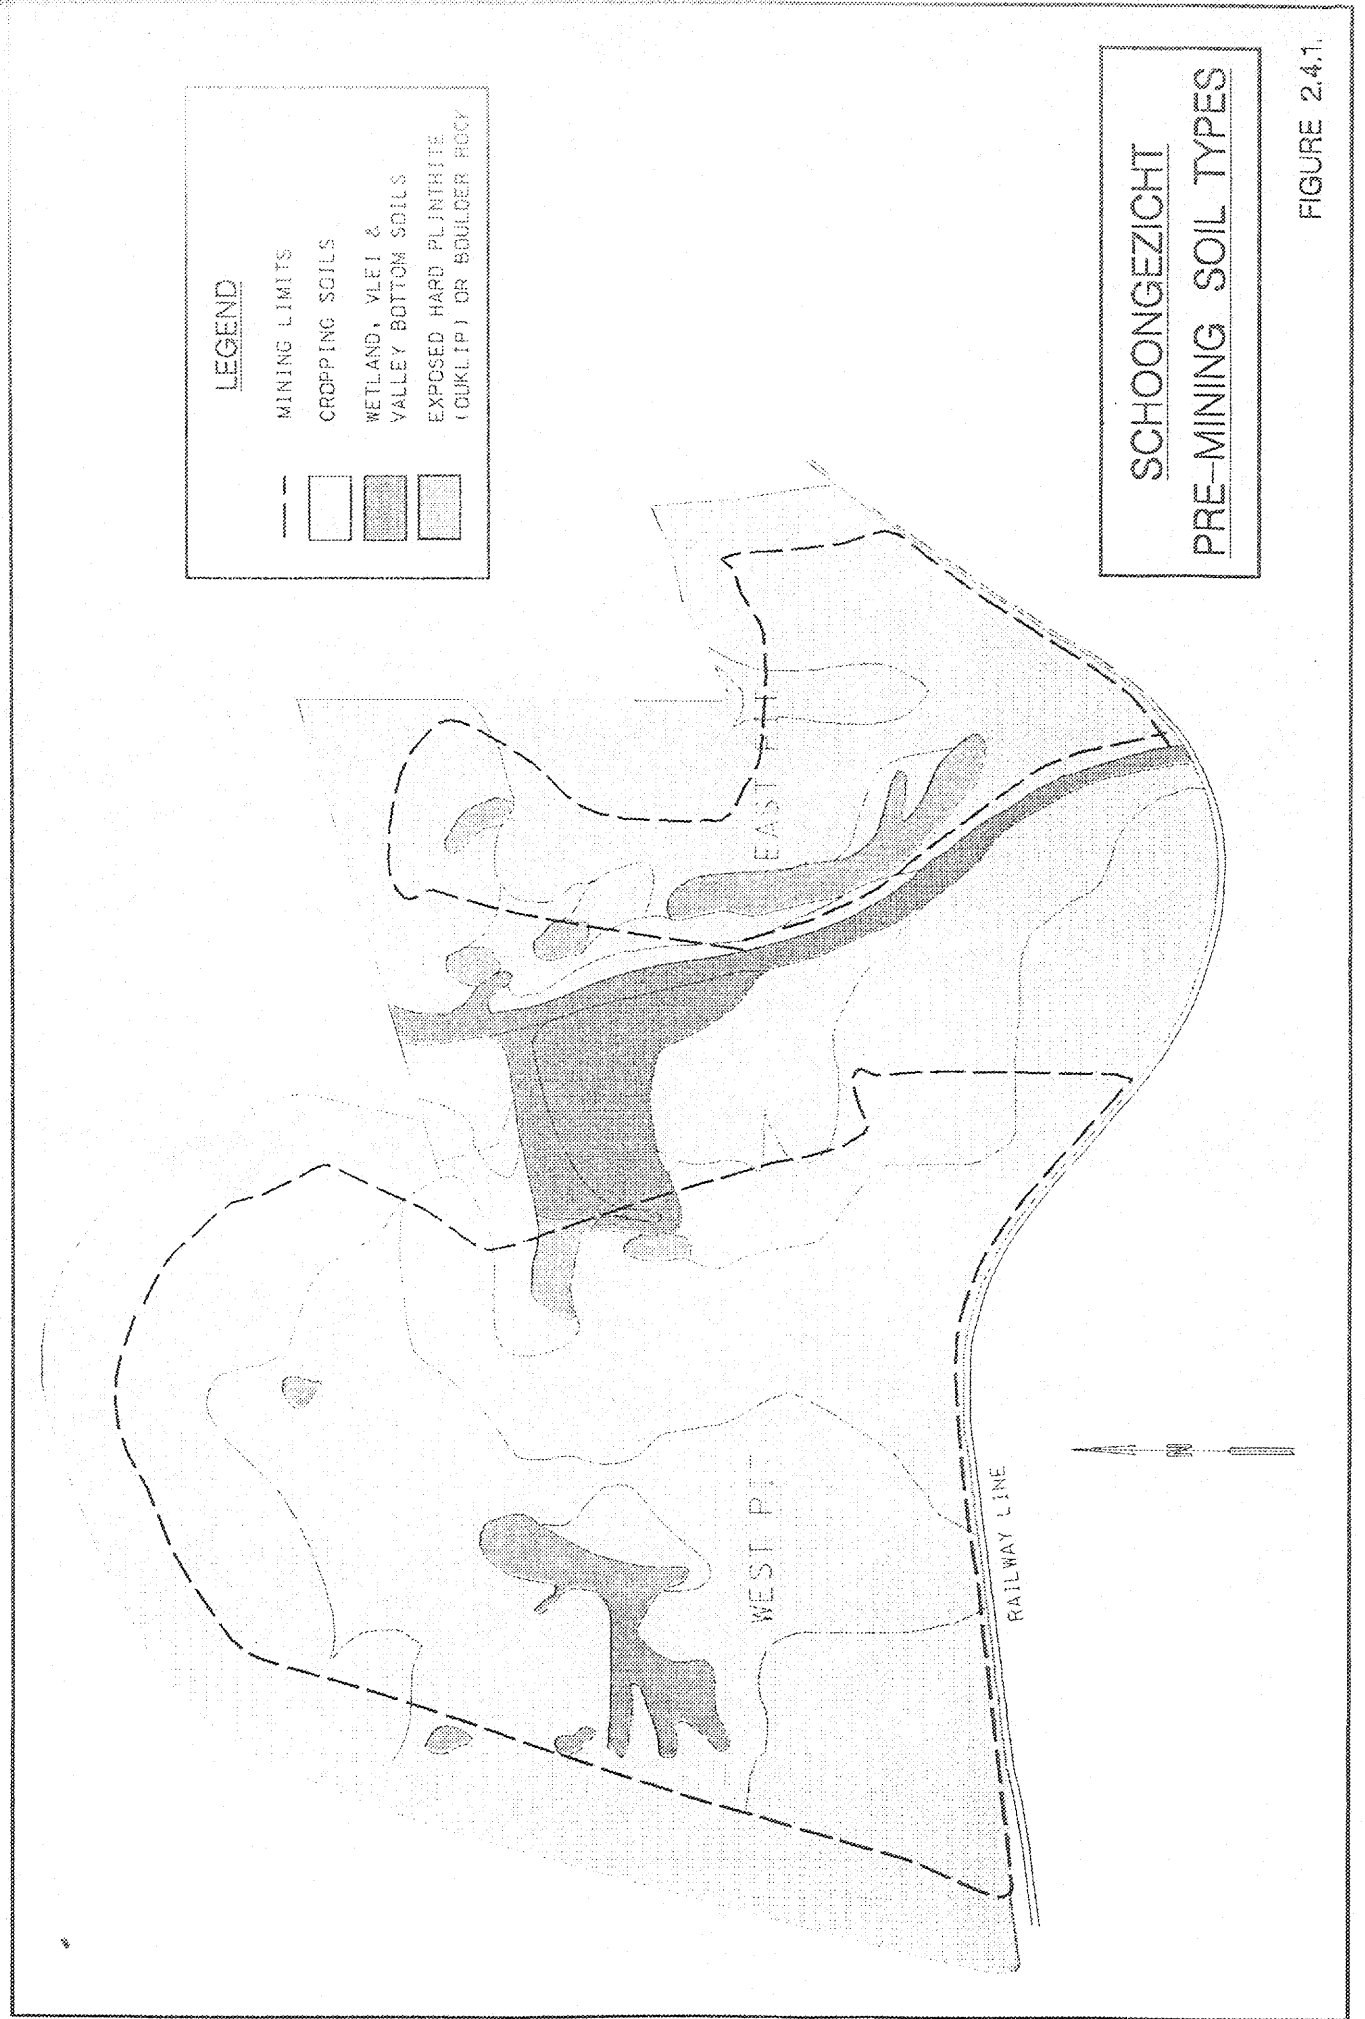 LEGEND
MINING LIMITS
CROPPING SOILS
WETLAND, VLEI &
VALLEY BOTTOM SOILS
EXPOSED HARD PLINTHITE
(OUKLIP) OR BOULDER ROCK
EAST PIT
WEST PIT
N
RAILWAY LINE
SCHOONGEZICHT
PRE-MINING SOIL TYPES
FIGURE 2.4.1.